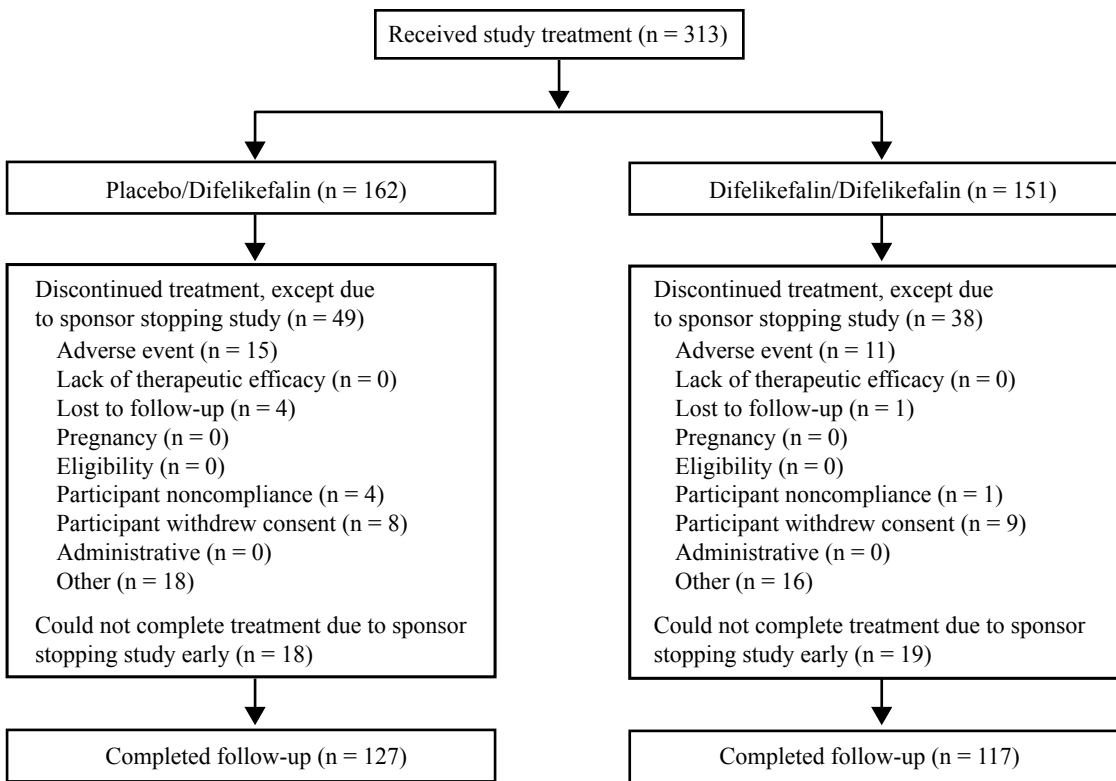 Received study treatment (n = 313)
Placebo/Difelikefalin (n = 162)
Discontinued treatment, except due
to sponsor stopping study (n = 49)
Adverse event (n = 15)
Lack of therapeutic efficacy (n = 0)
Lost to follow-up (n = 4)
Pregnancy (n = 0)
Eligibility (n = 0)
Participant noncompliance (n = 4)
Participant withdrew consent (n = 8)
Administrative (n = 0)
Other (n = 18)
Could not complete treatment due to sponsor
stopping study early (n = 18)
Completed follow-up (n = 127)
Difelikefalin/Difelikefalin (n = 151)
Discontinued treatment, except due
to sponsor stopping study (n = 38)
Adverse event (n = 11)
Lack of therapeutic efficacy (n = 0)
Lost to follow-up (n = 1)
Pregnancy (n = 0)
Eligibility (n = 0)
Participant noncompliance (n = 1)
Participant withdrew consent (n = 9)
Administrative (n = 0)
Other (n = 16)
Could not complete treatment due to sponsor
stopping study early (n = 19)
Completed follow-up (n = 117)